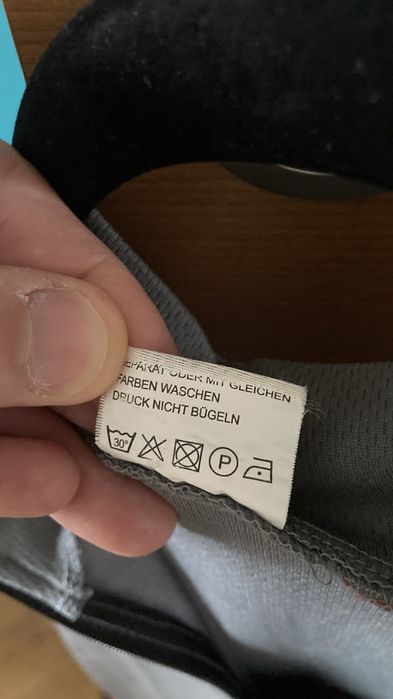 SEPARAT ODER MIT GLEICHEN
FARBEN WASCHEN
DRUCK NICHT BÜGELN
30°
P